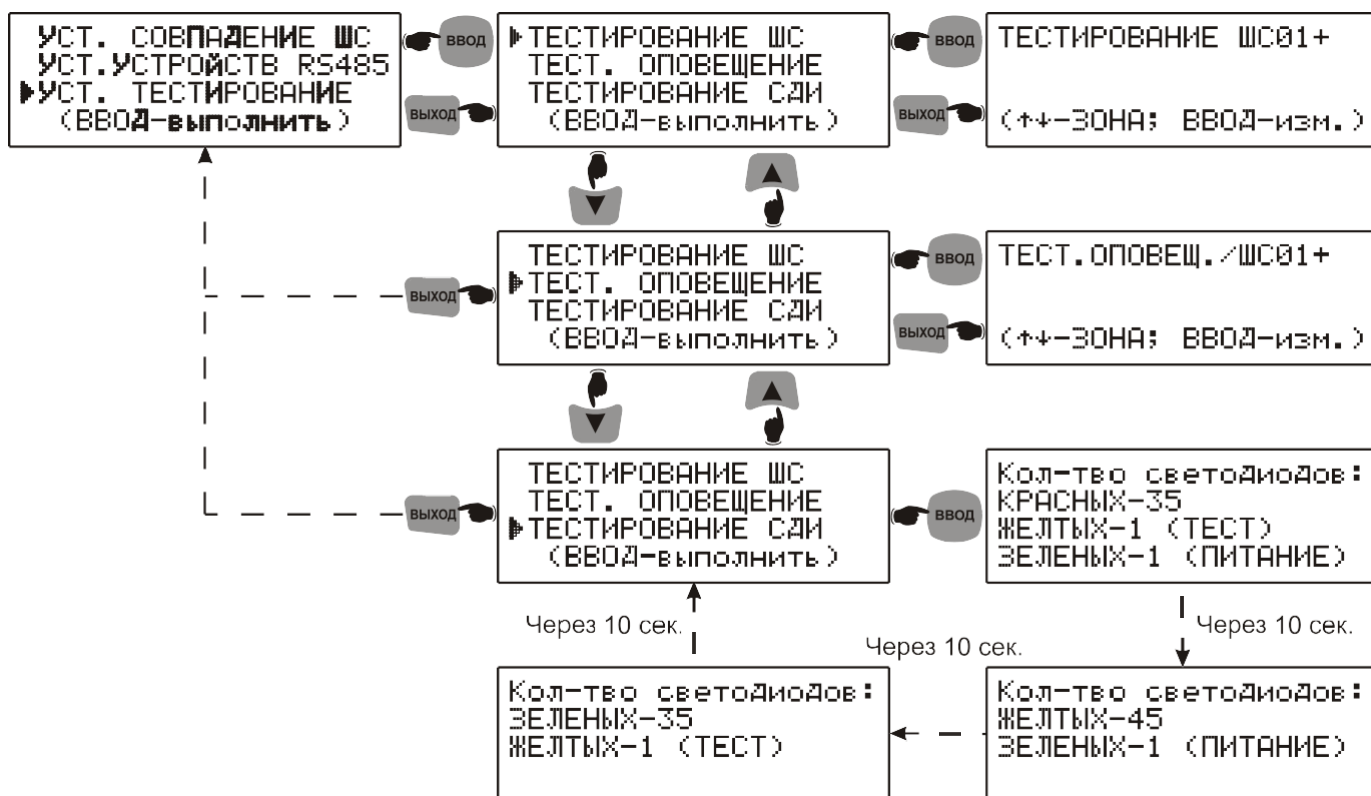 УСТ. СОВПАДЕНИЕ ШС
УСТ.УСТРОЙСТВ RS485
УСТ. ТЕСТИРОВАНИЕ
(ВВОД-выполнить)
ВВОД
ВЫХОД
ТЕСТИРОВАНИЕ ШС
ТЕСТ. ОПОВЕЩЕНИЕ
ТЕСТИРОВАНИЕ СДИ
(ВВОД-выполнить)
ВВОД
ВЫХОД
ТЕСТИРОВАНИЕ ШС01+
(↑↓-ЗОНА; ВВОД-изм.)
ВЫХОД
ТЕСТИРОВАНИЕ ШС
ТЕСТ. ОПОВЕЩЕНИЕ
ТЕСТИРОВАНИЕ СДИ
(ВВОД-выполнить)
ВВОД
ВЫХОД
ТЕСТ.ОПОВЕЩ./ШС01+
(↑↓-ЗОНА; ВВОД-изм.)
ВЫХОД
ТЕСТИРОВАНИЕ ШС
ТЕСТ. ОПОВЕЩЕНИЕ
ТЕСТИРОВАНИЕ СДИ
(ВВОД-выполнить)
ВВОД
Кол-тво светодиодов:
КРАСНЫХ-35
ЖЕЛТЫХ-1 (ТЕСТ)
ЗЕЛЕНЫХ-1 (ПИТАНИЕ)
Через 10 сек.
Через 10 сек.
Через 10 сек.
Кол-тво светодиодов:
ЗЕЛЕНЫХ-35
ЖЕЛТЫХ-1 (ТЕСТ)
Кол-тво светодиодов:
ЖЕЛТЫХ-45
ЗЕЛЕНЫХ-1 (ПИТАНИЕ)